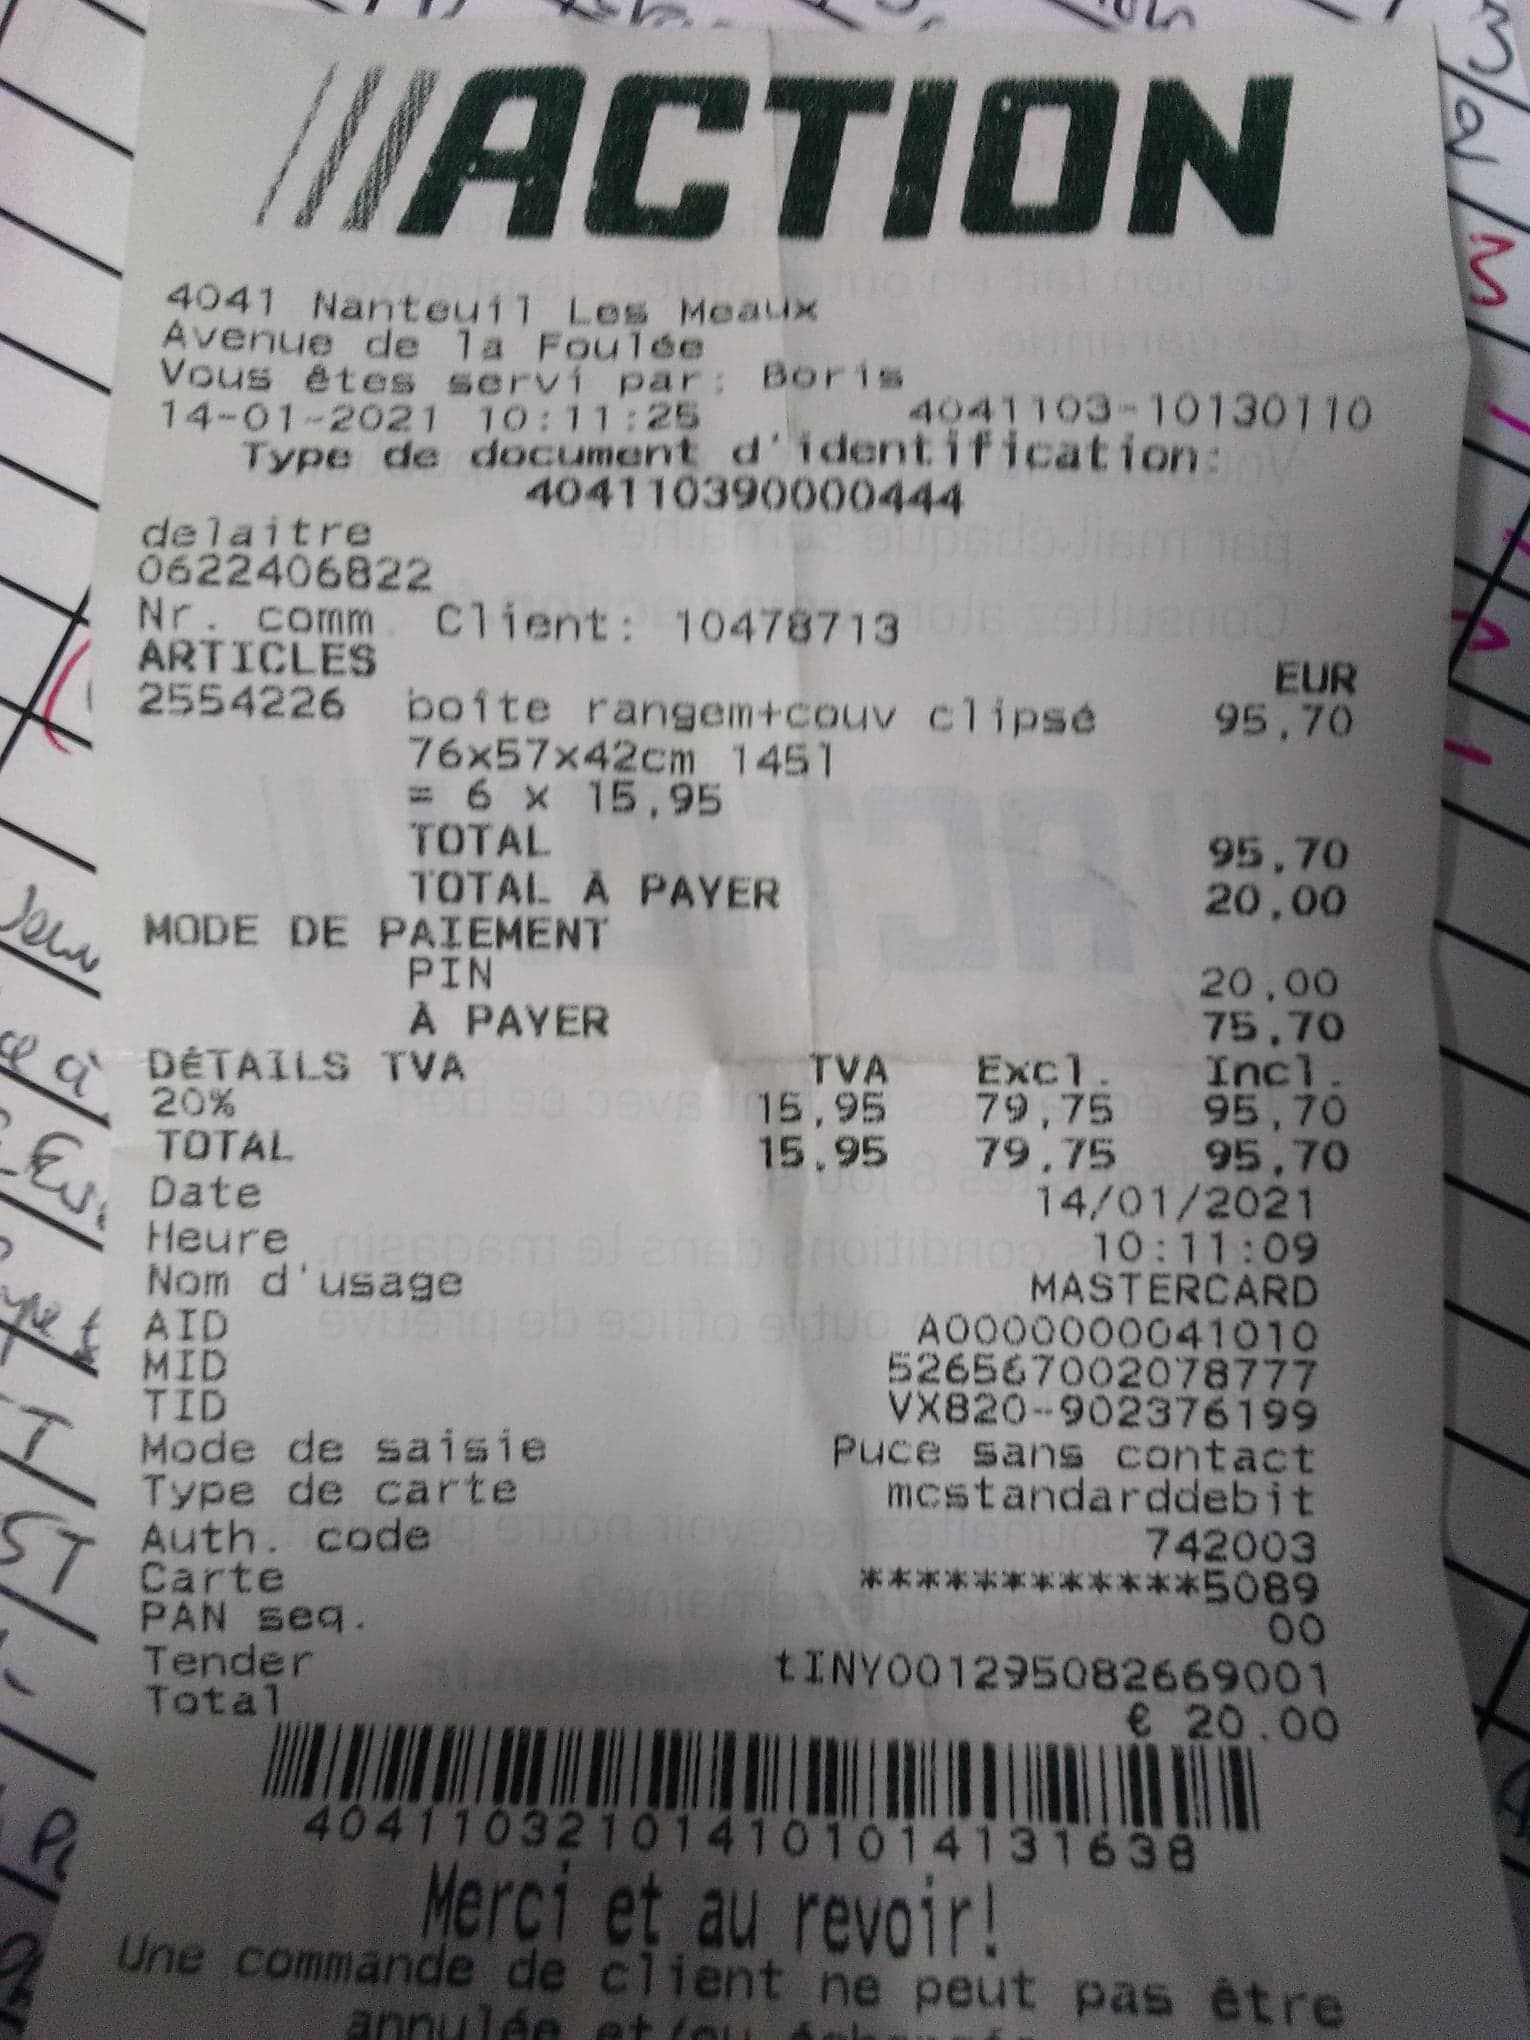 ACTION
4041 Nanteuil Les Meaux
Avenue de la Foulée
Vous êtes servi par: Boris
14-01-2021 10:11:25 4041103-10130110
Type de document d'identification:
404110390000444
delaitre
0622406822
Nr. comm. Client: 10478713
ARTICLES EUR
2554226 boîte rangem+couv clipsé 95,70
76x57x42cm 145l
= 6 x 15,95
TOTAL 95,70
TOTAL À PAYER 20,00
MODE DE PAIEMENT
PIN 20,00
À PAYER 75,70
DÉTAILS TVA TVA Excl. Incl.
20% 15,95 79,75 95,70
TOTAL 15,95 79,75 95,70
Date 14/01/2021
Heure 10:11:09
Nom d'usage MASTERCARD
AID A0000000041010
MID 526567002078777
TID VX820-902376199
Mode de saisie Puce sans contact
Type de carte mcstandarddebit
Auth. code 742003
Carte ************5089
PAN seq. 00
Tender tINY001295082669001
Total € 20.00
404110321014101014131638
Merci et au revoir!
Une commande de client ne peut pas être
annulée et/ou